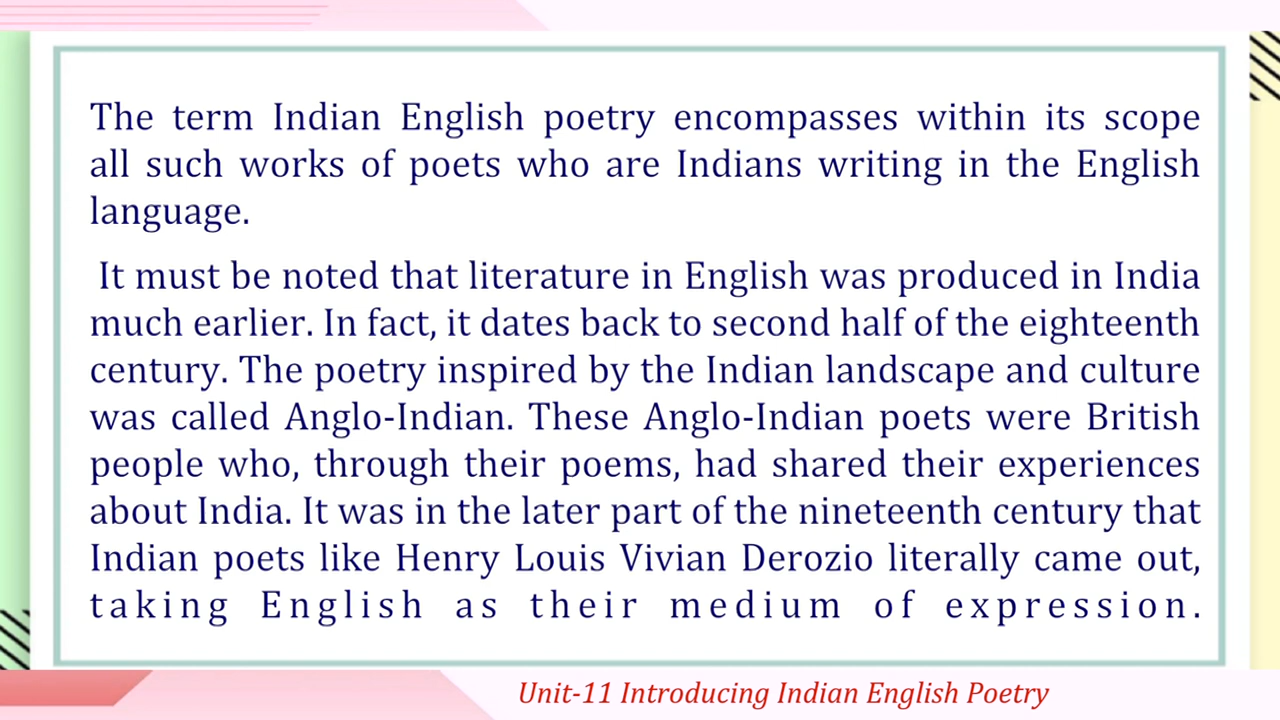 The term Indian English poetry encompasses within its scope
all such works of poets who are Indians writing in the English
language.
It must be noted that literature in English was produced in India
much earlier. In fact, it dates back to second half of the eighteenth
century. The poetry inspired by the Indian landscape and culture
was called Anglo-Indian. These Anglo-Indian poets were British
people who, through their poems, had shared their experiences
about India. It was in the later part of the nineteenth century that
Indian poets like Henry Louis Vivian Derozio literally came out,
taking English as their medium of expression.
Unit-11 Introducing Indian English Poetry